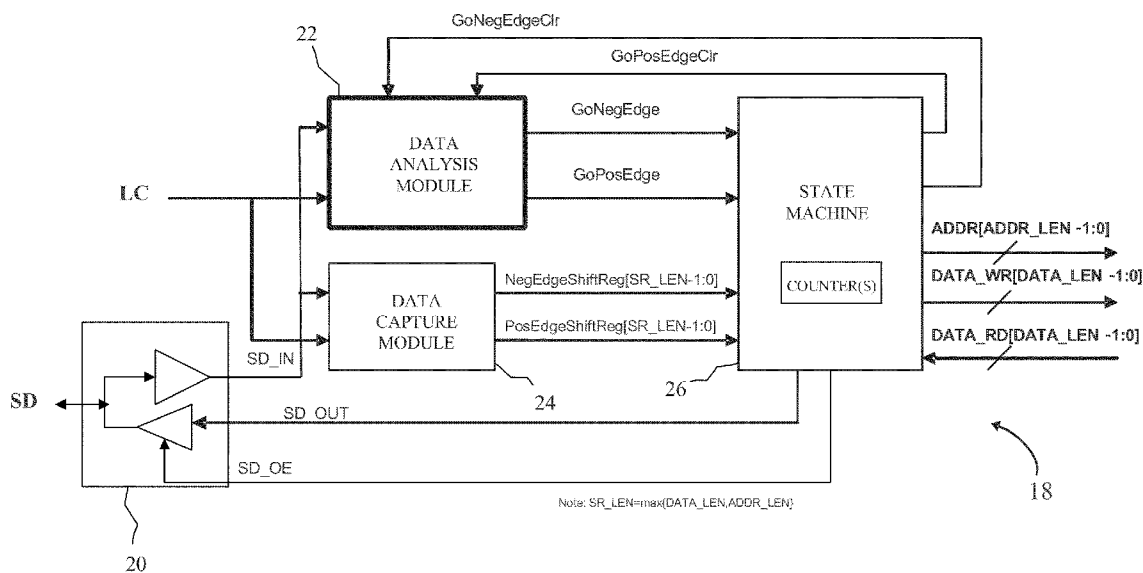 GoNegEdgeClr
22
GoPosEdgeClr
GoNegEdge
DATA
ANALYSIS
MODULE
GoPosEdge
LC
STATE
MACHINE
ADDR[ADDR_LEN -1:0]
COUNTER(S)
DATA_WR[DATA_LEN -1:0]
NegEdgeShiftReg[SR_LEN-1:0]
DATA
CAPTURE
MODULE
PosEdgeShiftReg[SR_LEN-1:0]
DATA_RD[DATA_LEN -1:0]
SD_IN
24
26
SD
SD_OUT
SD_OE
18
Note: SR_LEN=max{DATA_LEN,ADDR_LEN}
20